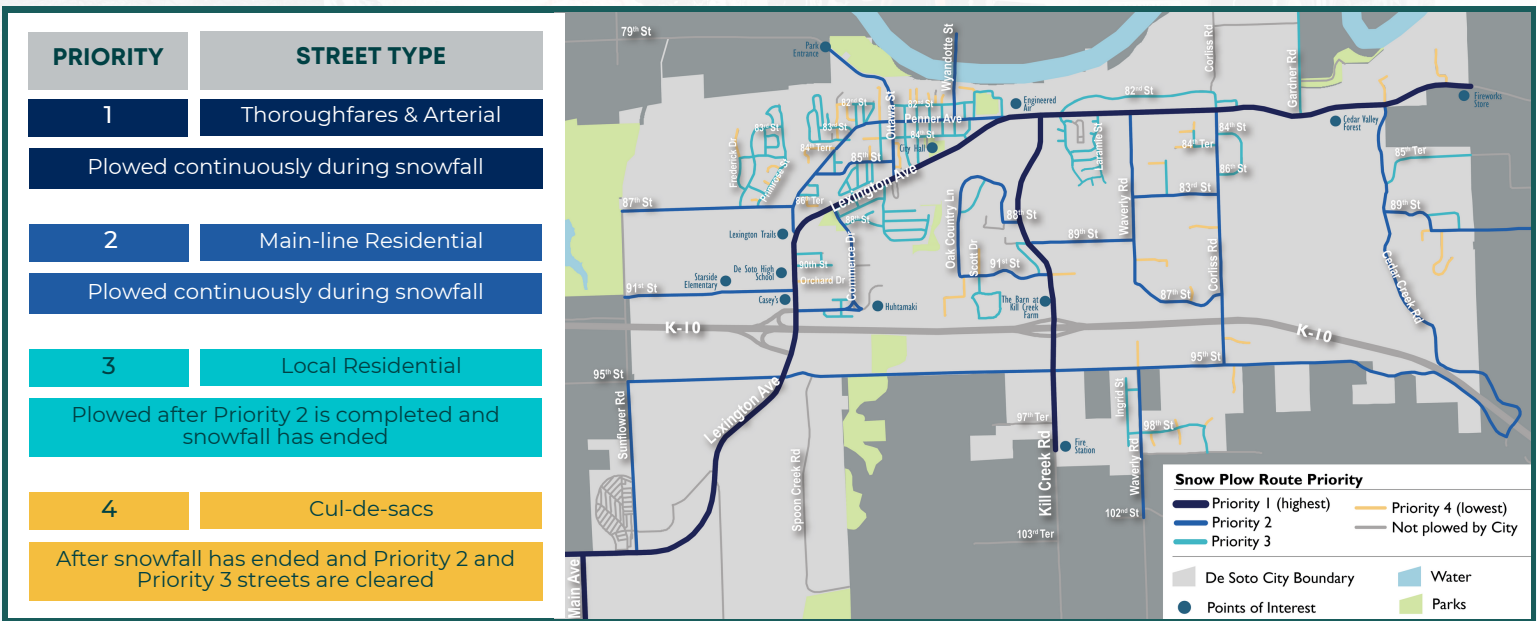 PRIORITY
STREET TYPE
1
Thoroughfares & Arterial
Plowed continuously during snowfall
2
Main-line Residential
Plowed continuously during snowfall
3
Local Residential
Plowed after Priority 2 is completed and
snowfall has ended
4
Cul-de-sacs
After snowfall has ended and Priority 2 and
Priority 3 streets are cleared
79th St
Park
Entrance
Wyandotte St
Corliss Rd
Gardner Rd
Engineered
Air
82nd St
Fireworks
Store
Cedar Valley
Forest
82nd St
82nd St
Ottawa St
Penner Ave
83rd St
83rd St
84th St
City Hall
84th Terr
85th St
Frederick Dr
Primrose St
Laramie St
84th St
84th Ter
86th St
85th Ter
Lexington Ave
86th Ter
87th St
88th St
Oak Country Ln
88th St
Waverly Rd
83rd St
89th St
Lexington Trails
Commerce Dr
89th St
Scott Dr
91st St
Corliss Rd
Cedar Creek Rd
De Soto High
School
90th St
Orchard Dr
Starside
Elementary
91st St
Casey's
Huhtamaki
The Barn at
Kill Creek
Farm
87th St
K-10
K-10
95th St
95th St
Sunflower Rd
Lexington Ave
Spoon Creek Rd
97th Ter
Kill Creek Rd
Fire
Station
Ingrid St
98th St
Waverly Rd
102nd St
103rd Ter
Main Ave
Snow Plow Route Priority
Priority 1 (highest)
Priority 2
Priority 3
Priority 4 (lowest)
Not plowed by City
De Soto City Boundary
Points of Interest
Water
Parks